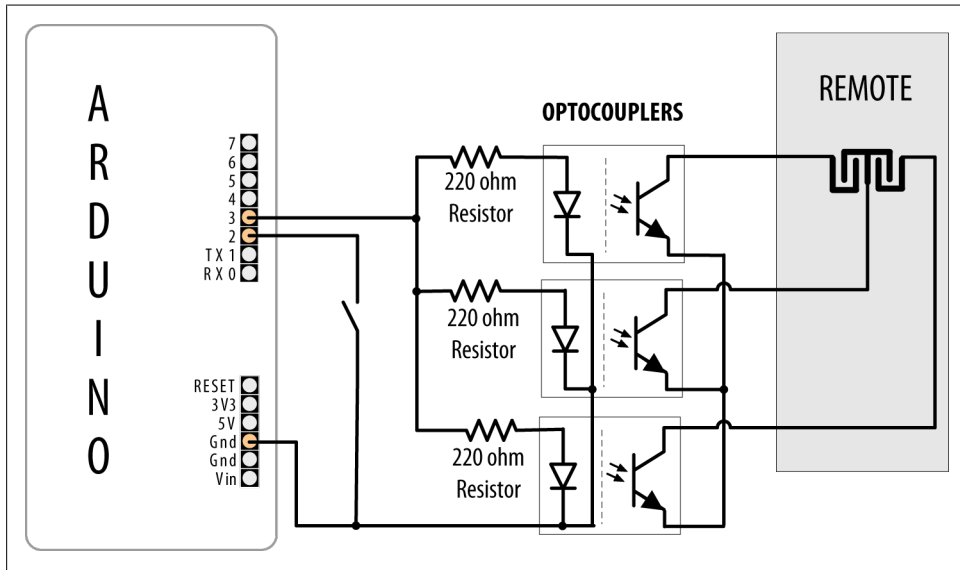 ARDUINO
7
6
5
4
3
2
TX 1
RX 0
RESET
3V3
5V
Gnd
Gnd
Vin
OPTOCOUPLERS
220 ohm
Resistor
220 ohm
Resistor
220 ohm
Resistor
REMOTE